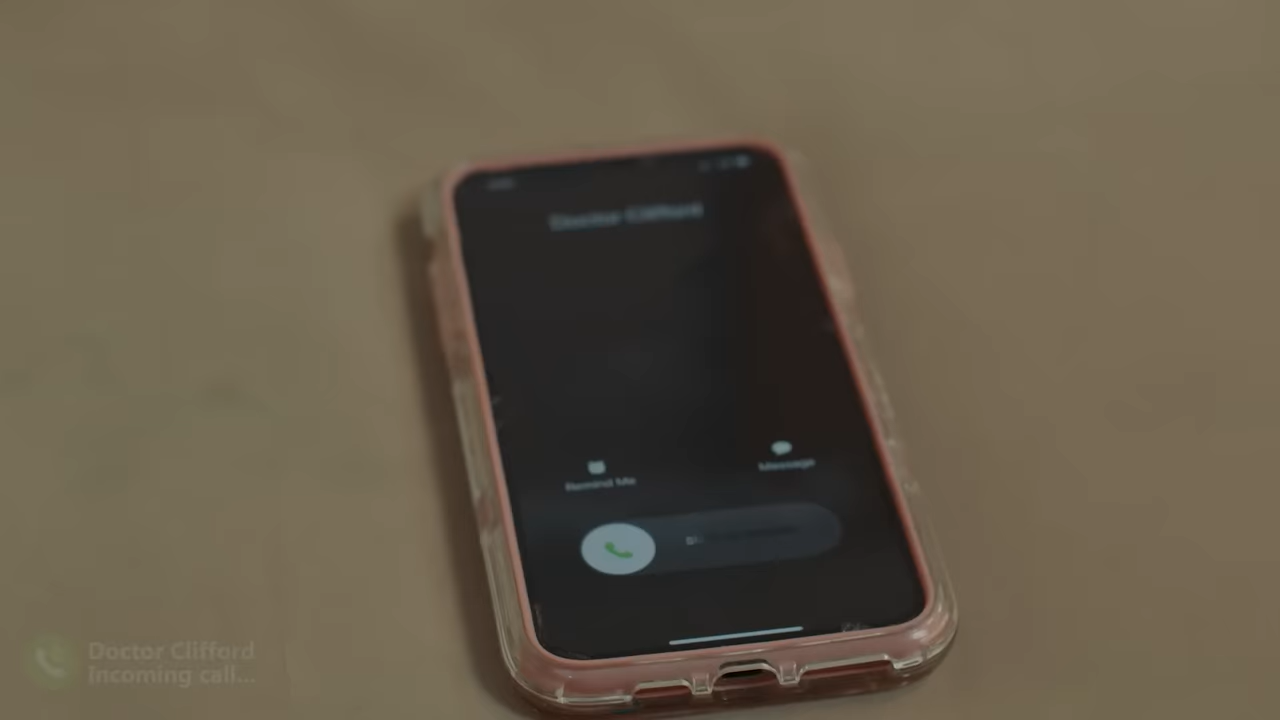 Doctor Clifford
Remind Me
Message
Doctor Clifford
Incoming call...